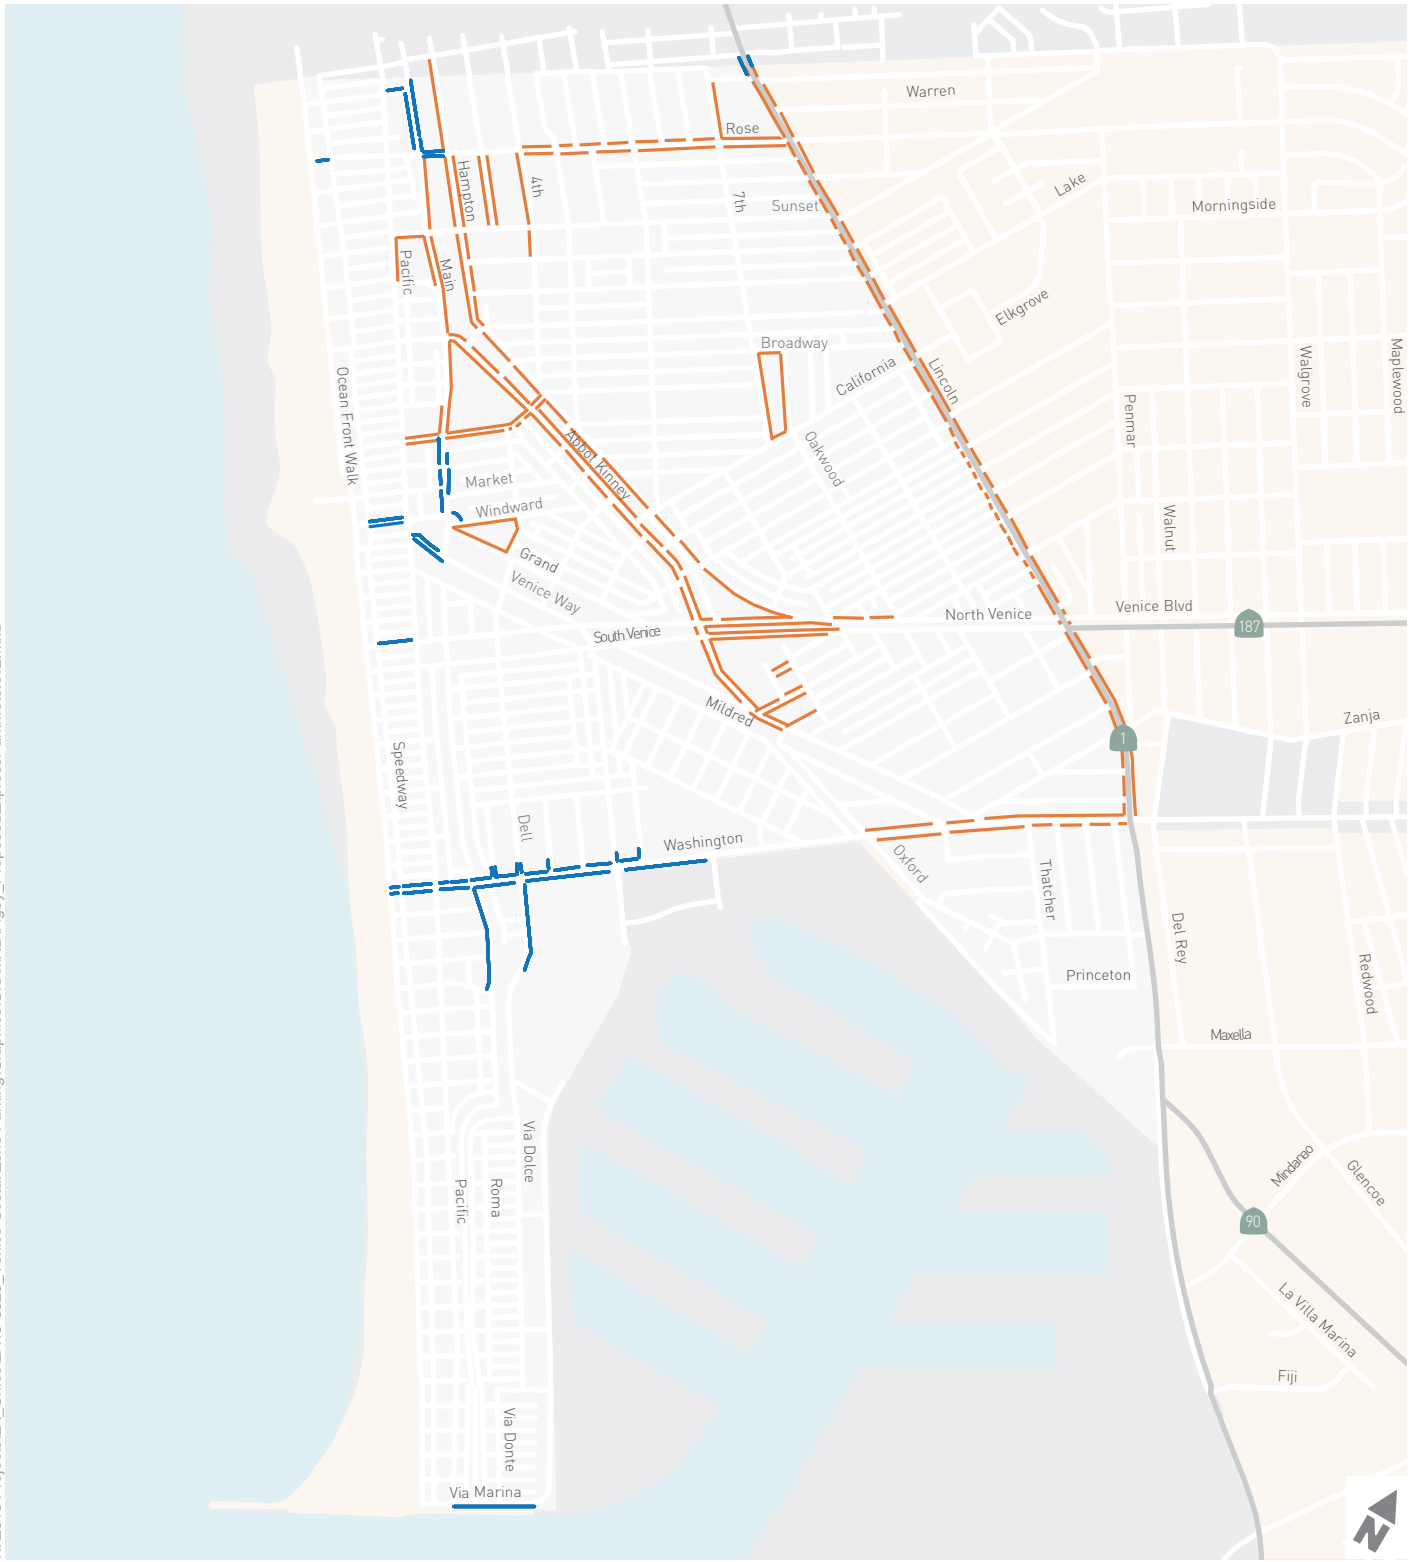 Warren
Rose
Hampton
4th
7th
Sunset
Lake
Morningside
Pacific
Main
Elkgrove
Broadway
California
Lincoln
Walgrove
Maplewood
Ocean Front Walk
Penmar
Abbot Kinney
Oakwood
Market
Windward
Walnut
Grand
Venice Way
North Venice
Venice Blvd
187
South Venice
Mildred
Zanja
1
Speedway
Dell
Washington
Oxford
Thatcher
Del Rey
Princeton
Redwood
Maxella
Via Dolce
Mindanao
Glencoe
Pacific
Roma
90
La Villa Marina
Fiji
Via Donte
Via Marina
N